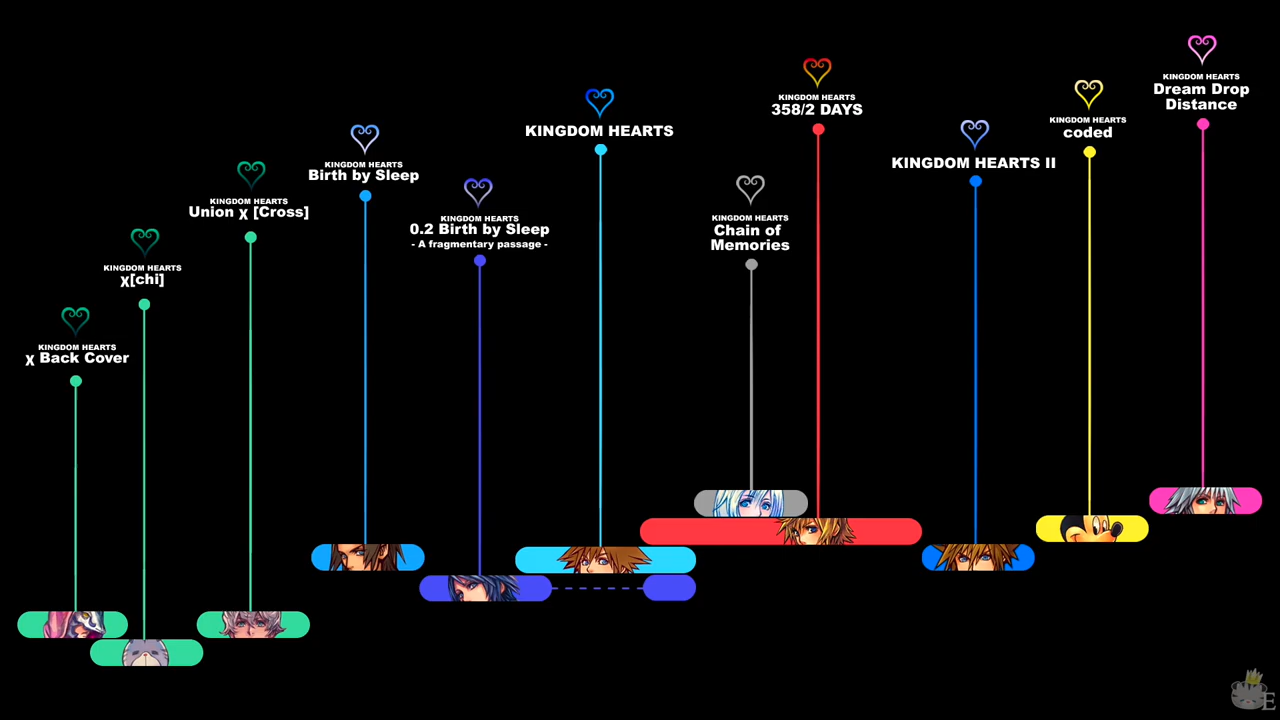 KINGDOM HEARTS
χ Back Cover
KINGDOM HEARTS
χ[chi]
KINGDOM HEARTS
Union χ [Cross]
KINGDOM HEARTS
Birth by Sleep
KINGDOM HEARTS
0.2 Birth by Sleep
- A fragmentary passage -
KINGDOM HEARTS
KINGDOM HEARTS
Chain of
Memories
KINGDOM HEARTS
358/2 DAYS
KINGDOM HEARTS II
KINGDOM HEARTS
coded
KINGDOM HEARTS
Dream Drop
Distance
E